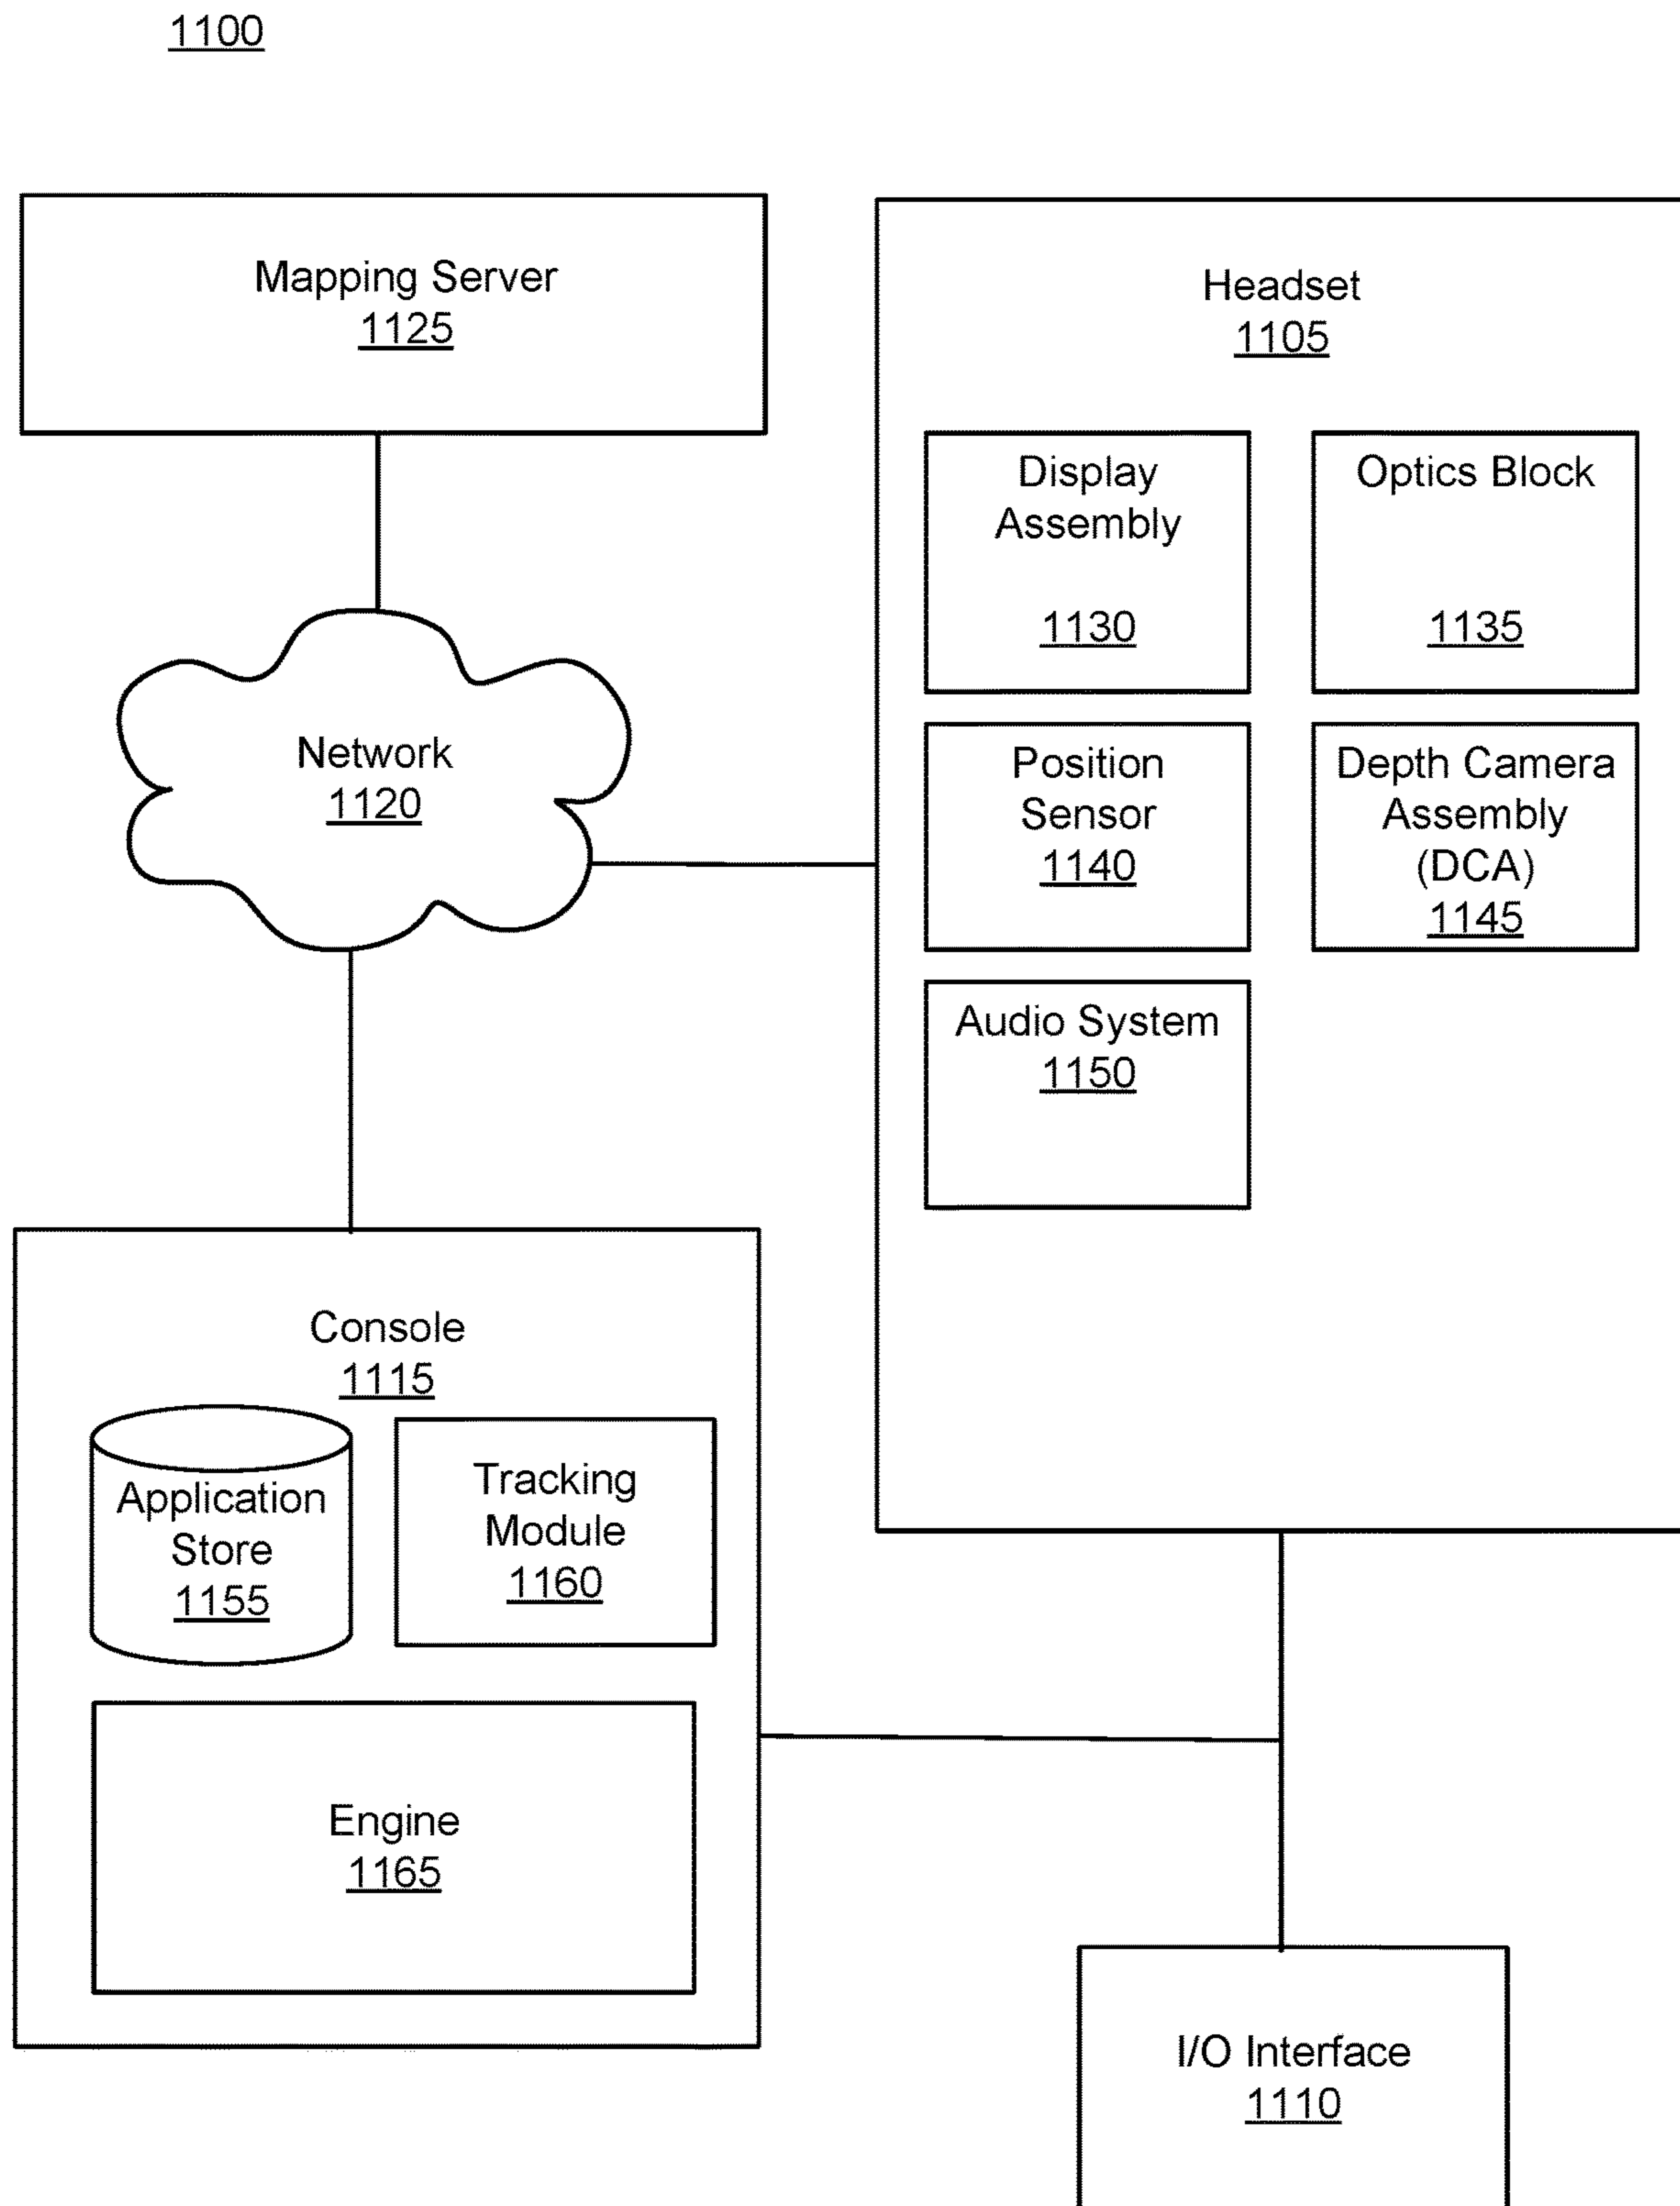 1100
Mapping Server
1125
Headset
1105
Display
Assembly
1130
Optics Block
1135
Network
1120
Position
Sensor
1140
Depth Camera
Assembly
(DCA)
1145
Audio System
1150
Console
1115
Application
Store
1155
Tracking
Module
1160
Engine
1165
I/O Interface
1110